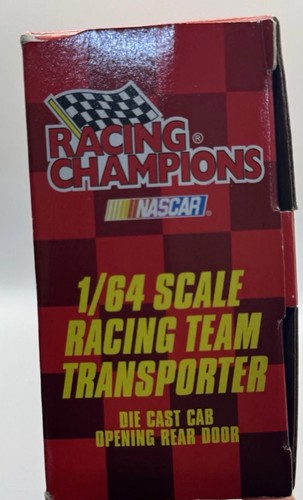 RACING®
CHAMPIONS
NASCAR®
1/64 SCALE
RACING TEAM
TRANSPORTER
DIE CAST CAB
OPENING REAR DOOR